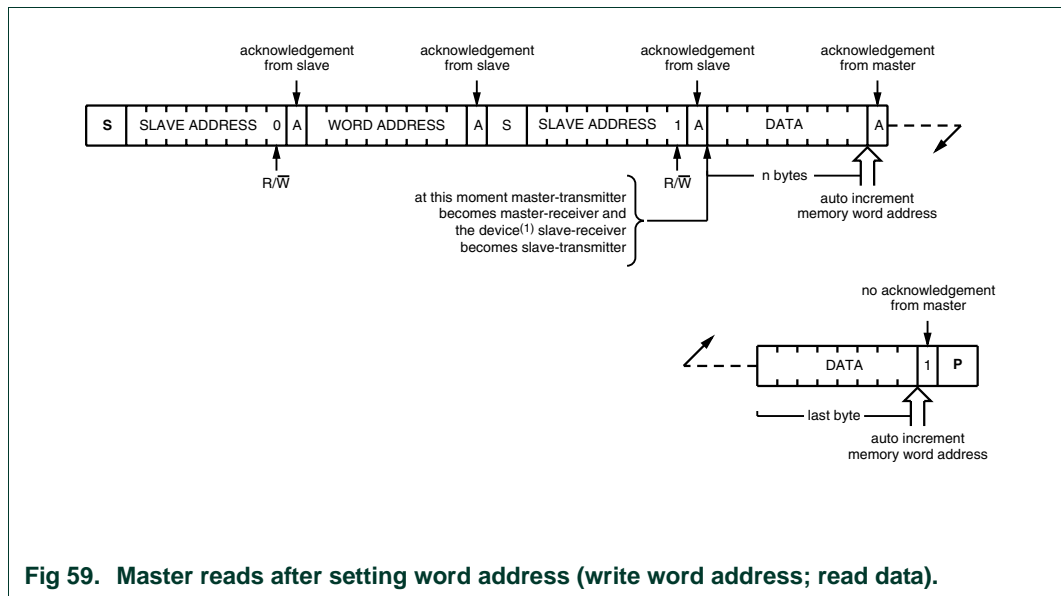 acknowledgement
from slave
acknowledgement
from slave
acknowledgement
from slave
acknowledgement
from master
S SLAVE ADDRESS 0 A WORD ADDRESS A S SLAVE ADDRESS 1 A DATA A
R/W̅
R/W̅
n bytes
at this moment master-transmitter
becomes master-receiver and
the device(1) slave-receiver
becomes slave-transmitter
auto increment
memory word address
no acknowledgement
from master
DATA 1 P
last byte
auto increment
memory word address
Fig 59. Master reads after setting word address (write word address; read data).